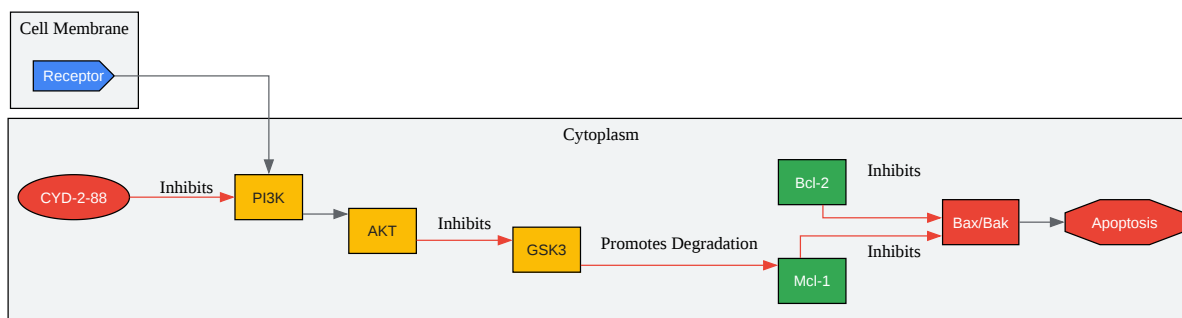 Cell Membrane
Receptor
Cytoplasm
CYD-2-88
Inhibits
PI3K
AKT
Inhibits
GSK3
Promotes Degradation
Bcl-2
Inhibits
Mcl-1
Inhibits
Bax/Bak
Apoptosis